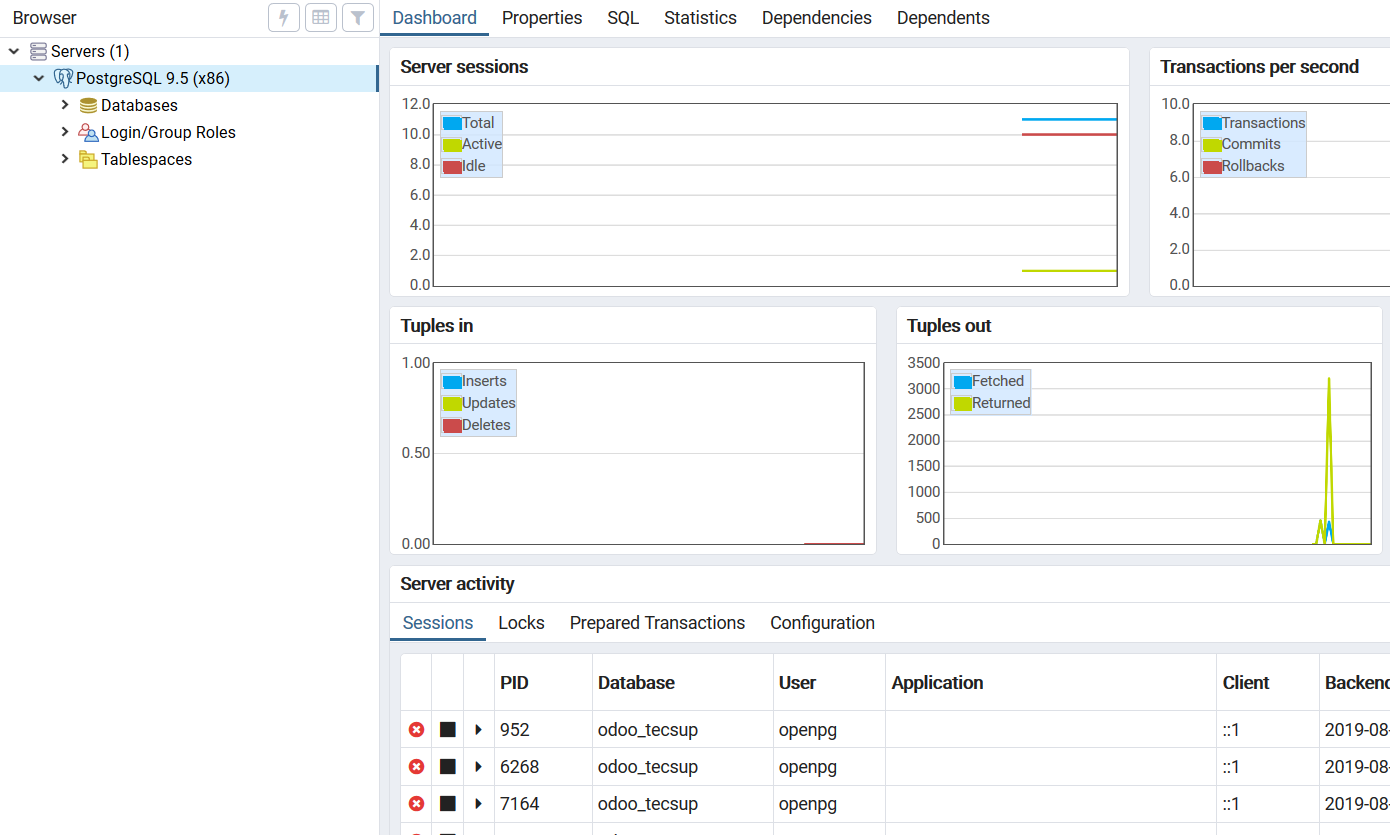 Browser
Dashboard Properties SQL Statistics Dependencies Dependents
Servers (1)
PostgreSQL 9.5 (x86)
Databases
Login/Group Roles
Tablespaces
Server sessions
12.0
10.0
8.0
6.0
4.0
2.0
0.0
Total
Active
Idle
Transactions per second
10.0
8.0
6.0
4.0
2.0
0.0
Transactions
Commits
Rollbacks
Tuples in
1.00
0.50
0.00
Inserts
Updates
Deletes
Tuples out
3500
3000
2500
2000
1500
1000
500
0
Fetched
Returned
Server activity
Sessions Locks Prepared Transactions Configuration
PID Database User Application Client Backend
952 odoo_tecsup openpg ::1 2019-08-
6268 odoo_tecsup openpg ::1 2019-08-
7164 odoo_tecsup openpg ::1 2019-08-